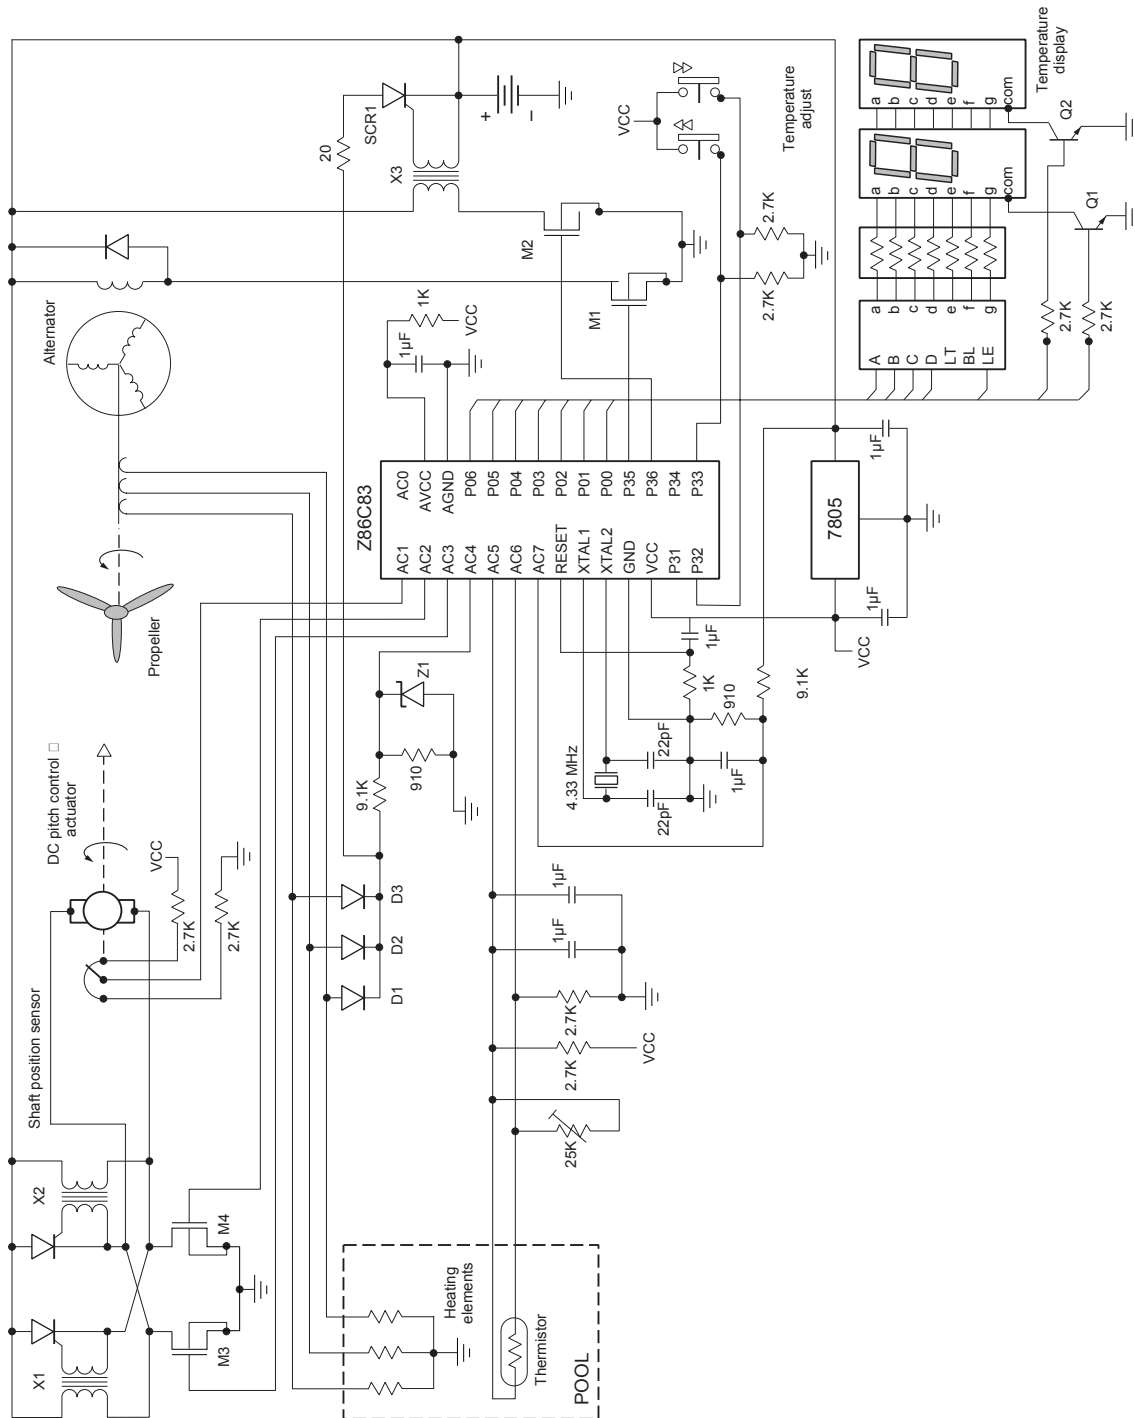 X1
X2
M3
M4
Shaft position sensor
DC pitch control □
actuator
VCC
2.7K
2.7K
Propeller
Alternator
20
SCR1
X3
+
−
M2
M1
VCC
Temperature
adjust
2.7K
2.7K
1K
1µF
VCC
D1
D2
D3
9.1K
910
Z1
Z86C83
AC1
AC2
AC3
AC4
AC5
AC6
AC7
RESET
XTAL1
XTAL2
GND
VCC
P31
P32
AC0
AVCC
AGND
P06
P05
P04
P03
P02
P01
P00
P35
P36
P34
P33
POOL
Heating
elements
Thermistor
25K
2.7K
VCC
2.7K
1µF
1µF
4.33 MHz
22pF
22pF
1µF
910
1K
1µF
9.1K
VCC
7805
1µF
1µF
A
B
C
D
LT
BL
LE
a
b
c
d
e
f
g
a
b
c
d
e
f
g
com
a
b
c
d
e
f
g
com
2.7K
2.7K
Q1
Q2
Temperature
display